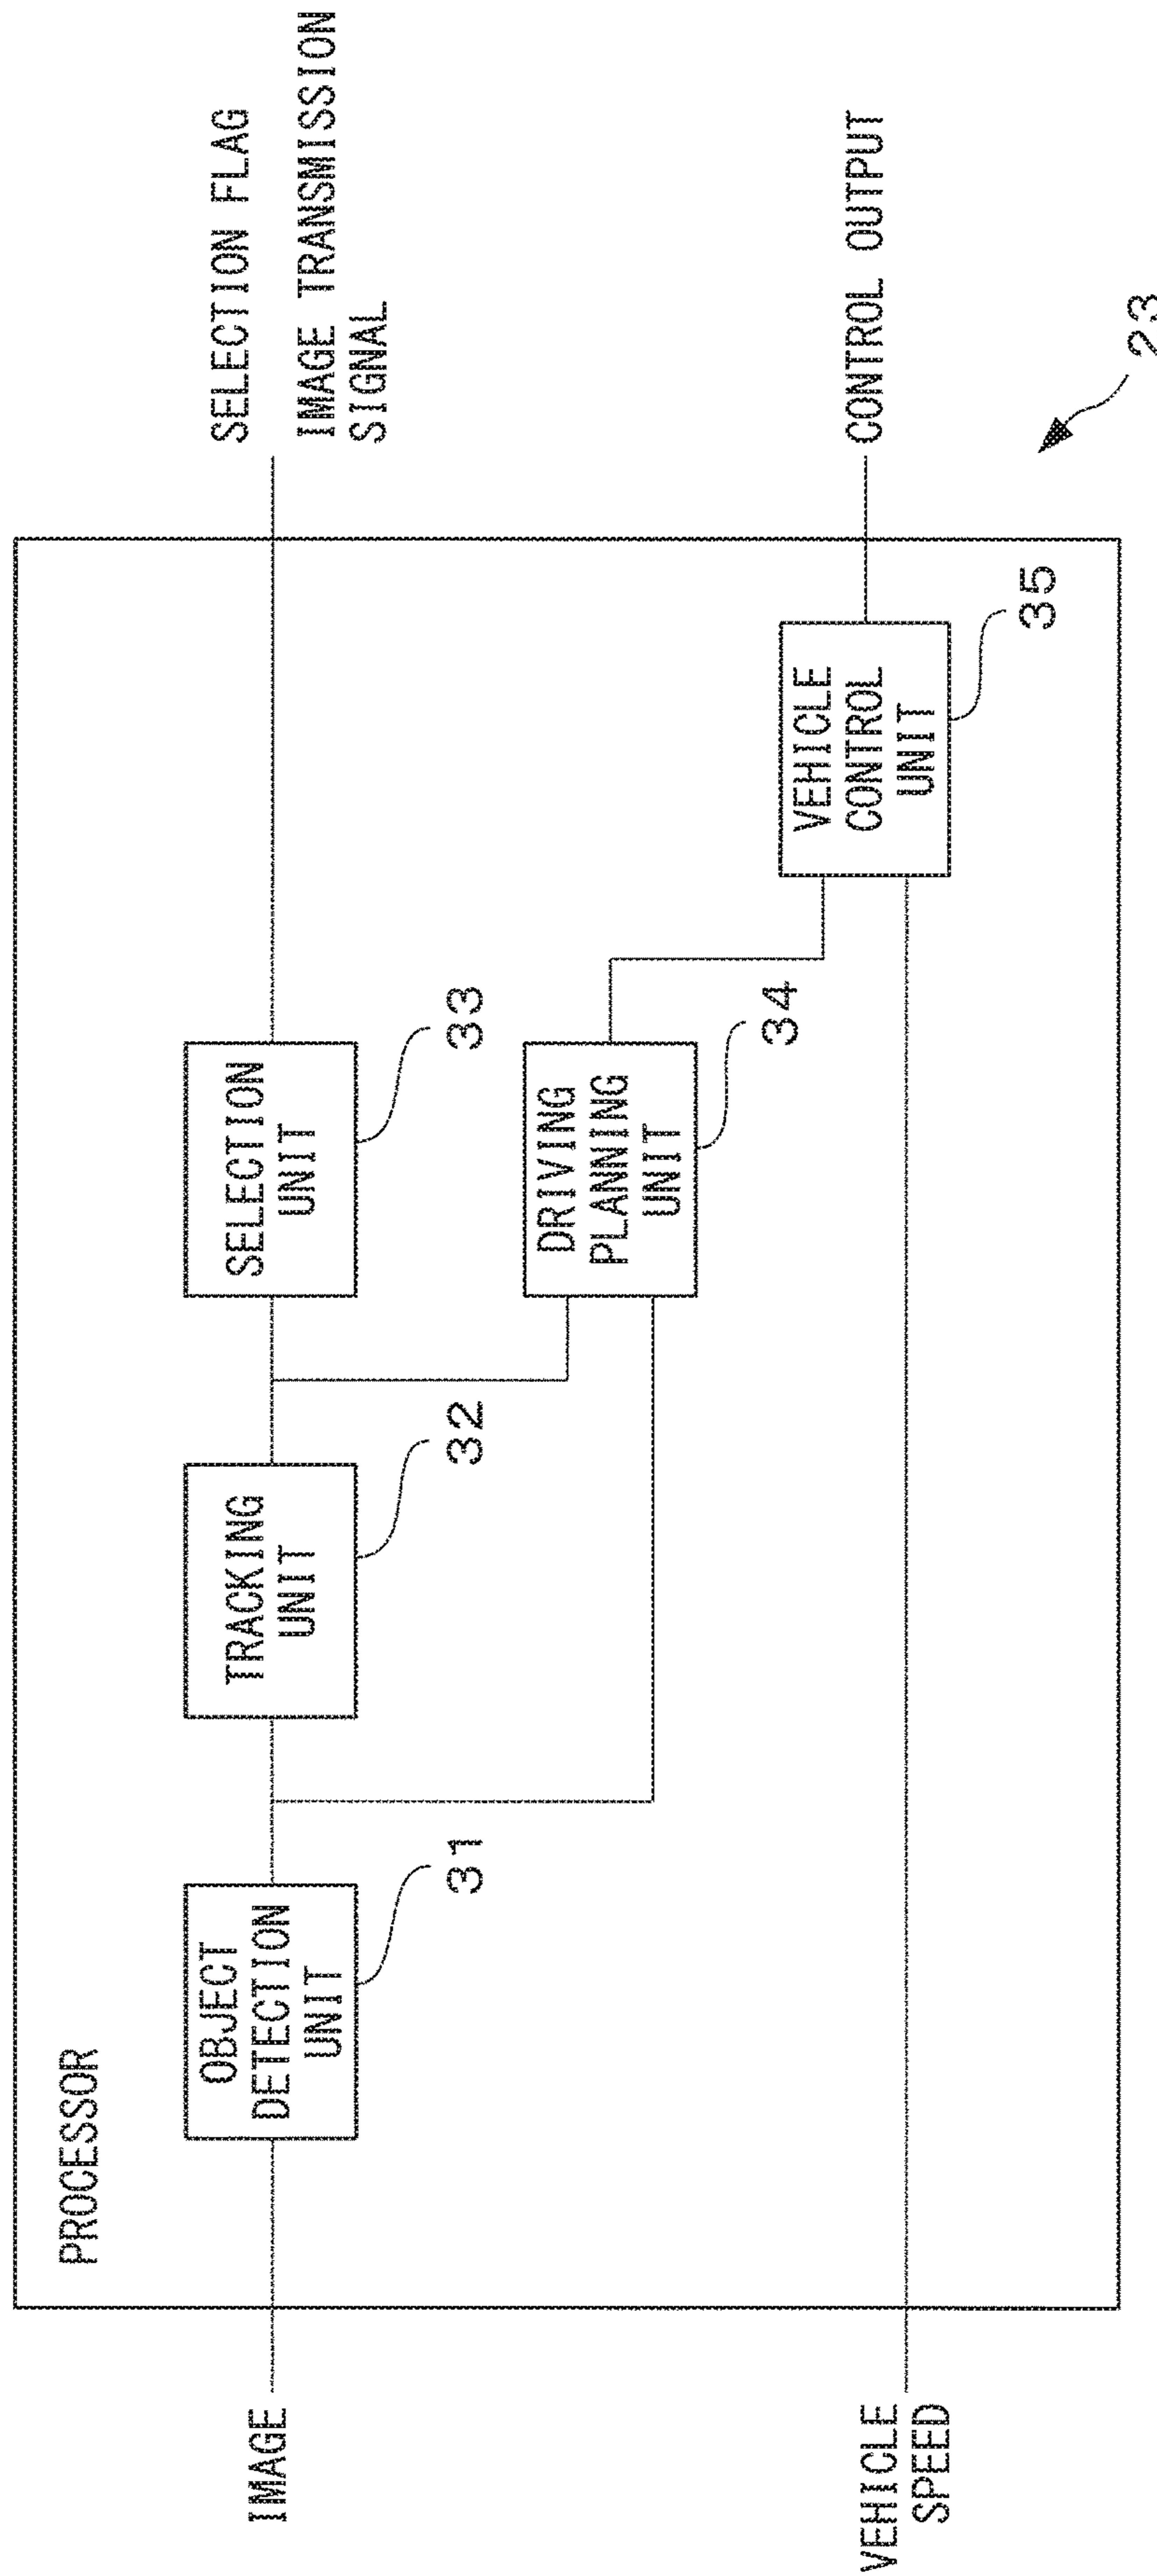 PROCESSOR
IMAGE
OBJECT
DETECTION
UNIT
31
TRACKING
UNIT
32
SELECTION
UNIT
33
SELECTION FLAG
IMAGE TRANSMISSION
SIGNAL
DRIVING
PLANNING
UNIT
34
VEHICLE
SPEED
VEHICLE
CONTROL
UNIT
35
CONTROL OUTPUT
23